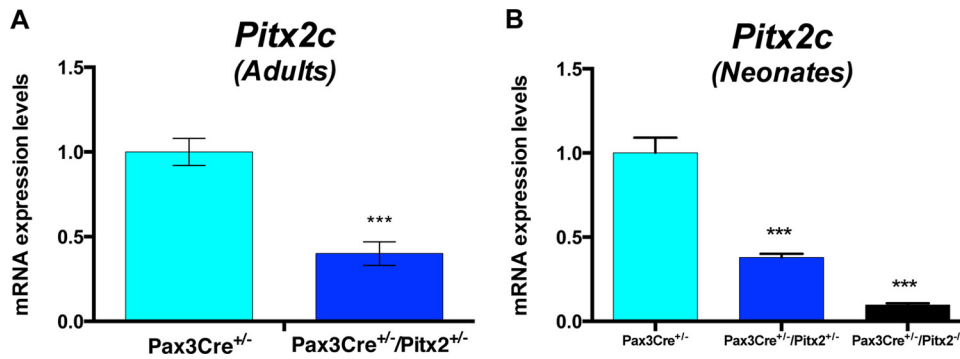 A
Pitx2c
(Adults)
mRNA expression levels
1.5
1.0
0.5
0.0
***
Pax3Cre+/-
Pax3Cre+/-/Pitx2+/-
B
Pitx2c
(Neonates)
mRNA expression levels
1.5
1.0
0.5
0.0
***
***
Pax3Cre+/-
Pax3Cre+/-/Pitx2+/-
Pax3Cre+/-/Pitx2-/-